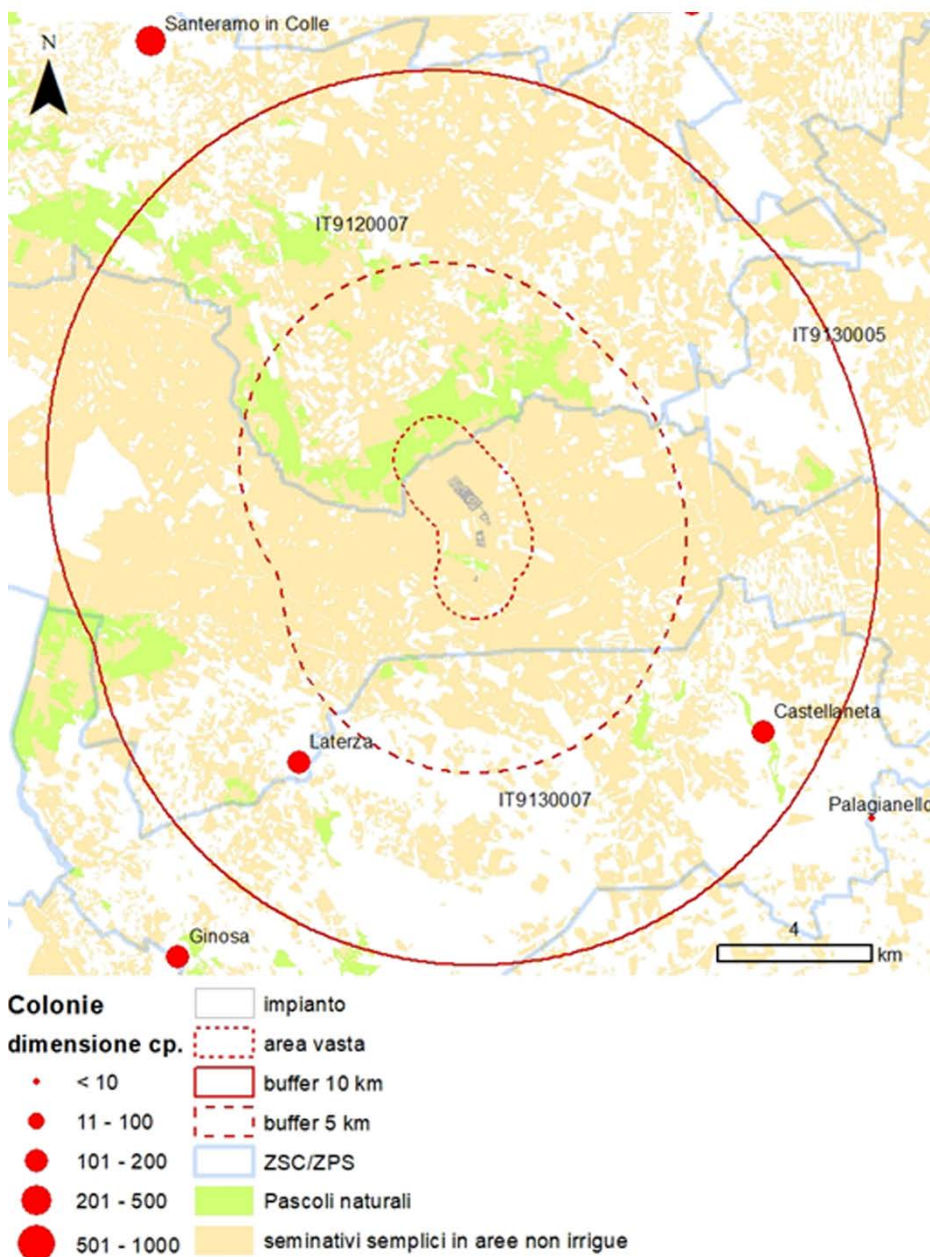 Santeramo in Colle
N
IT9120007
IT9130005
Castellaneta
Laterza
IT9130007
Palagianello
Ginosa
4
km
Colonie
dimensione cp.
< 10
11 - 100
101 - 200
201 - 500
501 - 1000
impianto
area vasta
buffer 10 km
buffer 5 km
ZSC/ZPS
Pascoli naturali
seminativi semplici in aree non irrigue